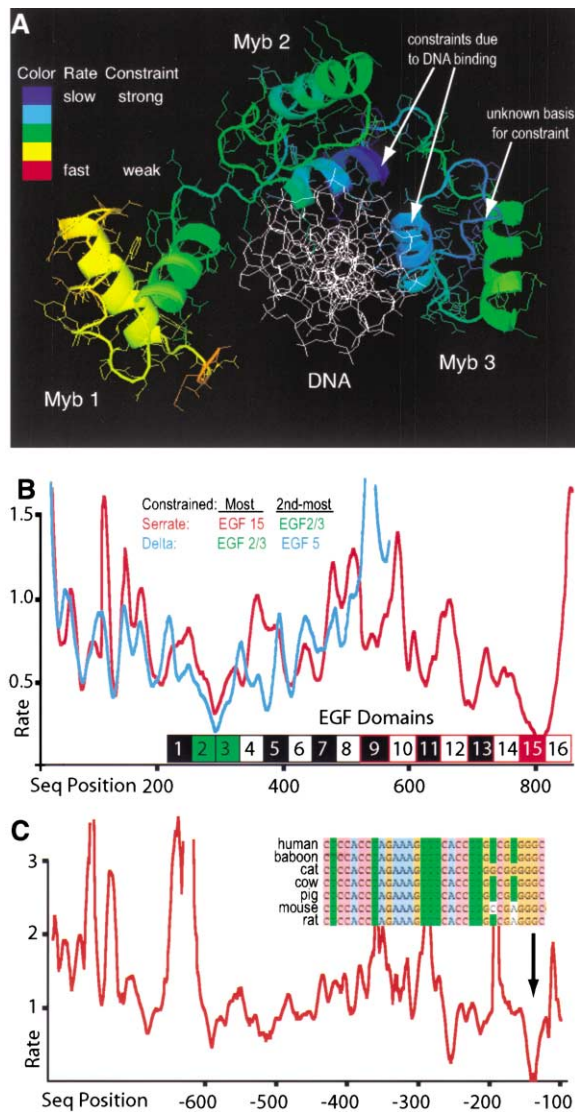 A
Myb 2
constraints due
to DNA binding
Color Rate Constraint
slow strong
unknown basis
for constraint
fast weak
Myb 1
DNA
Myb 3
B
Constrained: Most 2nd-most
Serrate: EGF 15 EGF2/3
Delta: EGF 2/3 EGF 5
1.5
1.0
0.5
Rate
EGF Domains
1 2 3 4 5 6 7 8 9 10 11 12 13 14 15 16
Seq Position 200 400 600 800
C
human
baboon
cat
cow
pig
mouse
rat
3
2
1
Rate
Seq Position -600 -500 -400 -300 -200 -100